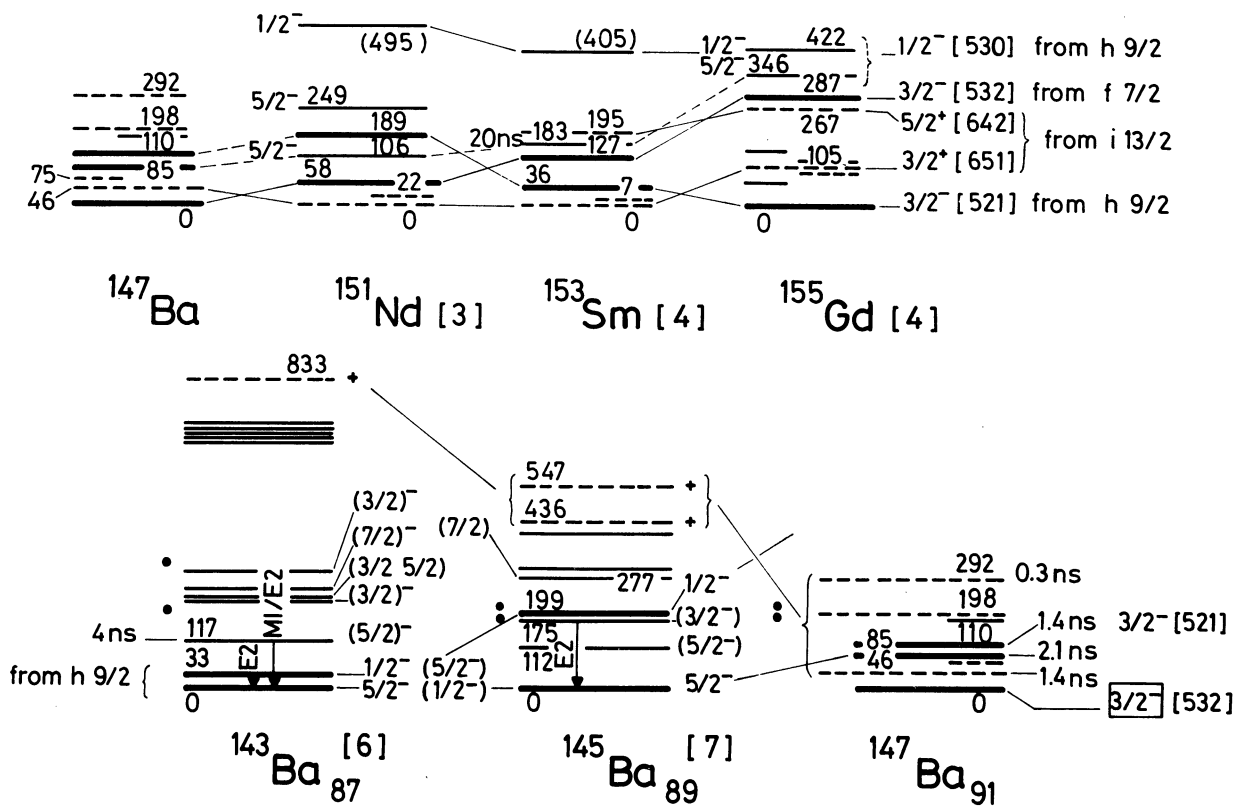 1/2⁻ (495) (405) 1/2⁻ 422 1/2⁻ [530] from h 9/2
5/2⁻ 346
292 5/2⁻ 249 287 3/2⁻ [532] from f 7/2
198 189 20ns 183 195 5/2⁺ [642]
110 5/2⁻ 106 127 267 from i 13/2
75 85 58 22 36 7 105 3/2⁺ [651]
46 3/2⁻ [521] from h 9/2
0 0 0 0
¹⁴⁷Ba ¹⁵¹Nd [3] ¹⁵³Sm [4] ¹⁵⁵Gd [4]
833 +
547 +
(3/2)⁻ 436 +
(7/2)⁻ (7/2)
(3/2 5/2) 292 0.3ns
(3/2)⁻ 277 1/2⁻ 198
MI/E2 199 (3/2⁻) 1.4ns 3/2⁻ [521]
4ns 117 (5/2)⁻ 175 (5/2⁻) 110
33 E2 112 E2 85 2.1ns
from h 9/2 1/2⁻ (5/2⁻) 5/2⁻ 46 1.4ns
5/2⁻ (1/2⁻) 3/2⁻ [532]
0 0 0
¹⁴³Ba₈₇ [6] ¹⁴⁵Ba₈₉ [7] ¹⁴⁷Ba₉₁